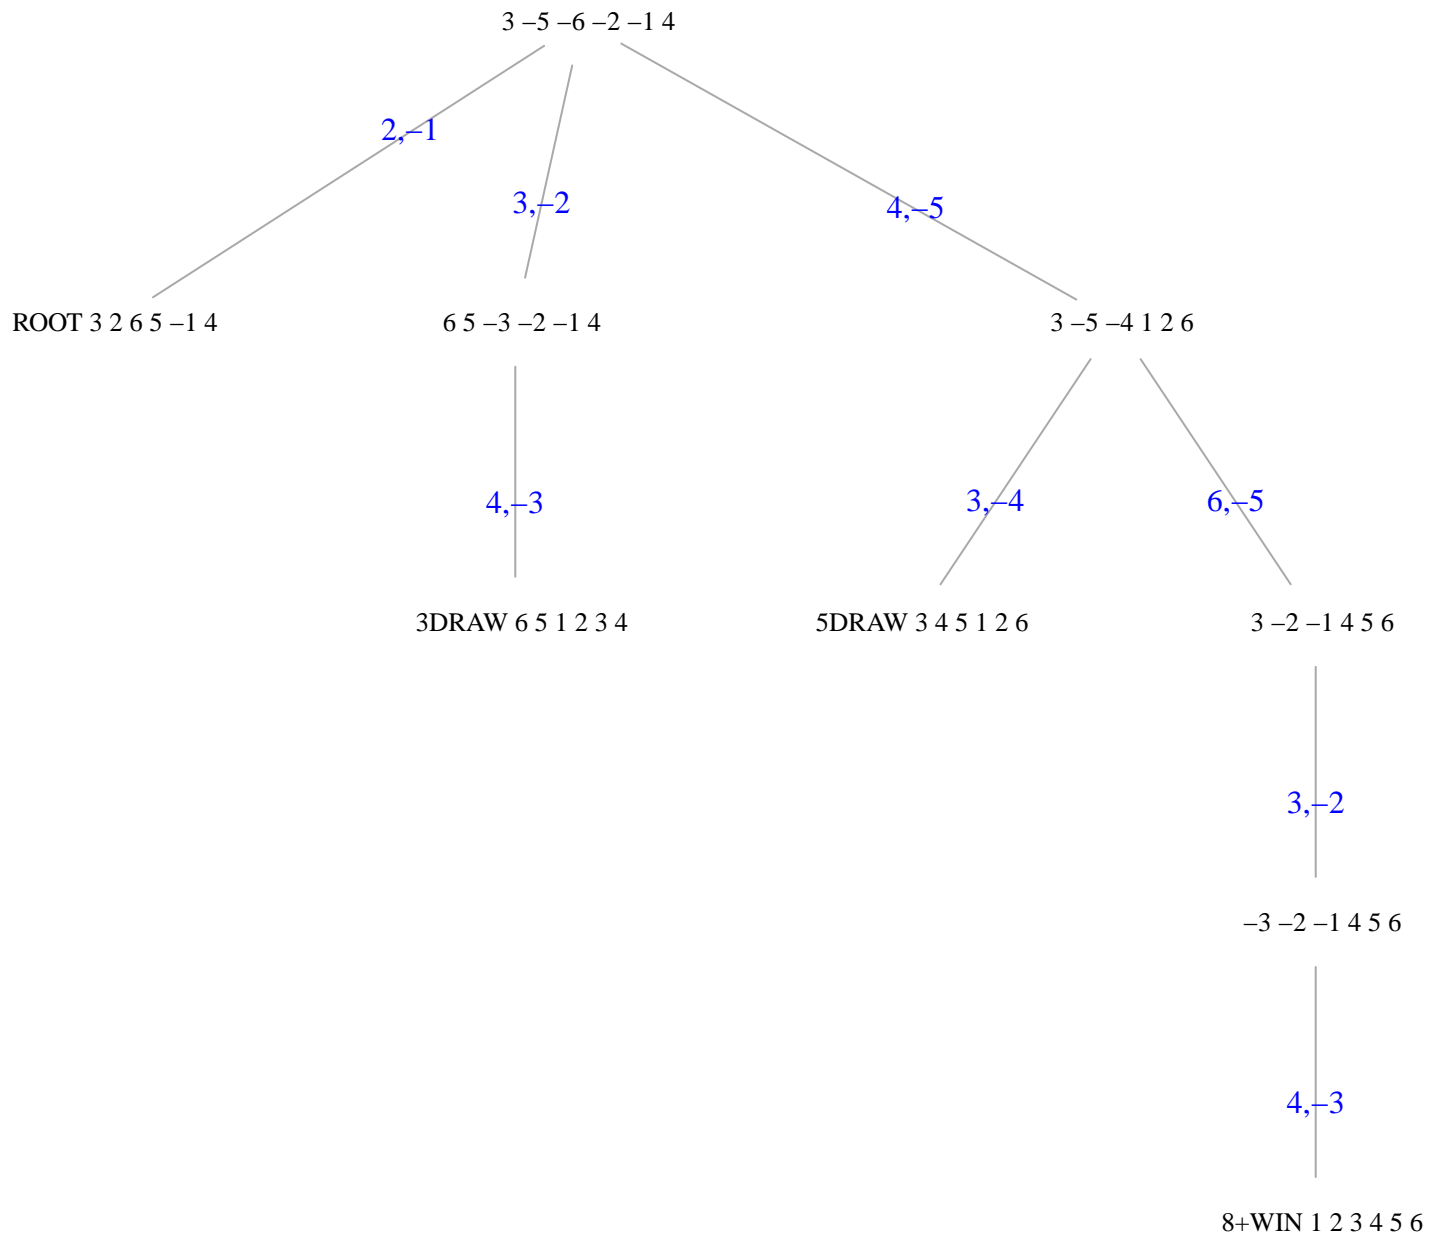 3 –5 –6 –2 –1 4
2,–1
3,–2
4,–5
ROOT 3 2 6 5 –1 4
6 5 –3 –2 –1 4
3 –5 –4 1 2 6
4,–3
3,–4
6,–5
3DRAW 6 5 1 2 3 4
5DRAW 3 4 5 1 2 6
3 –2 –1 4 5 6
3,–2
–3 –2 –1 4 5 6
4,–3
8+WIN 1 2 3 4 5 6